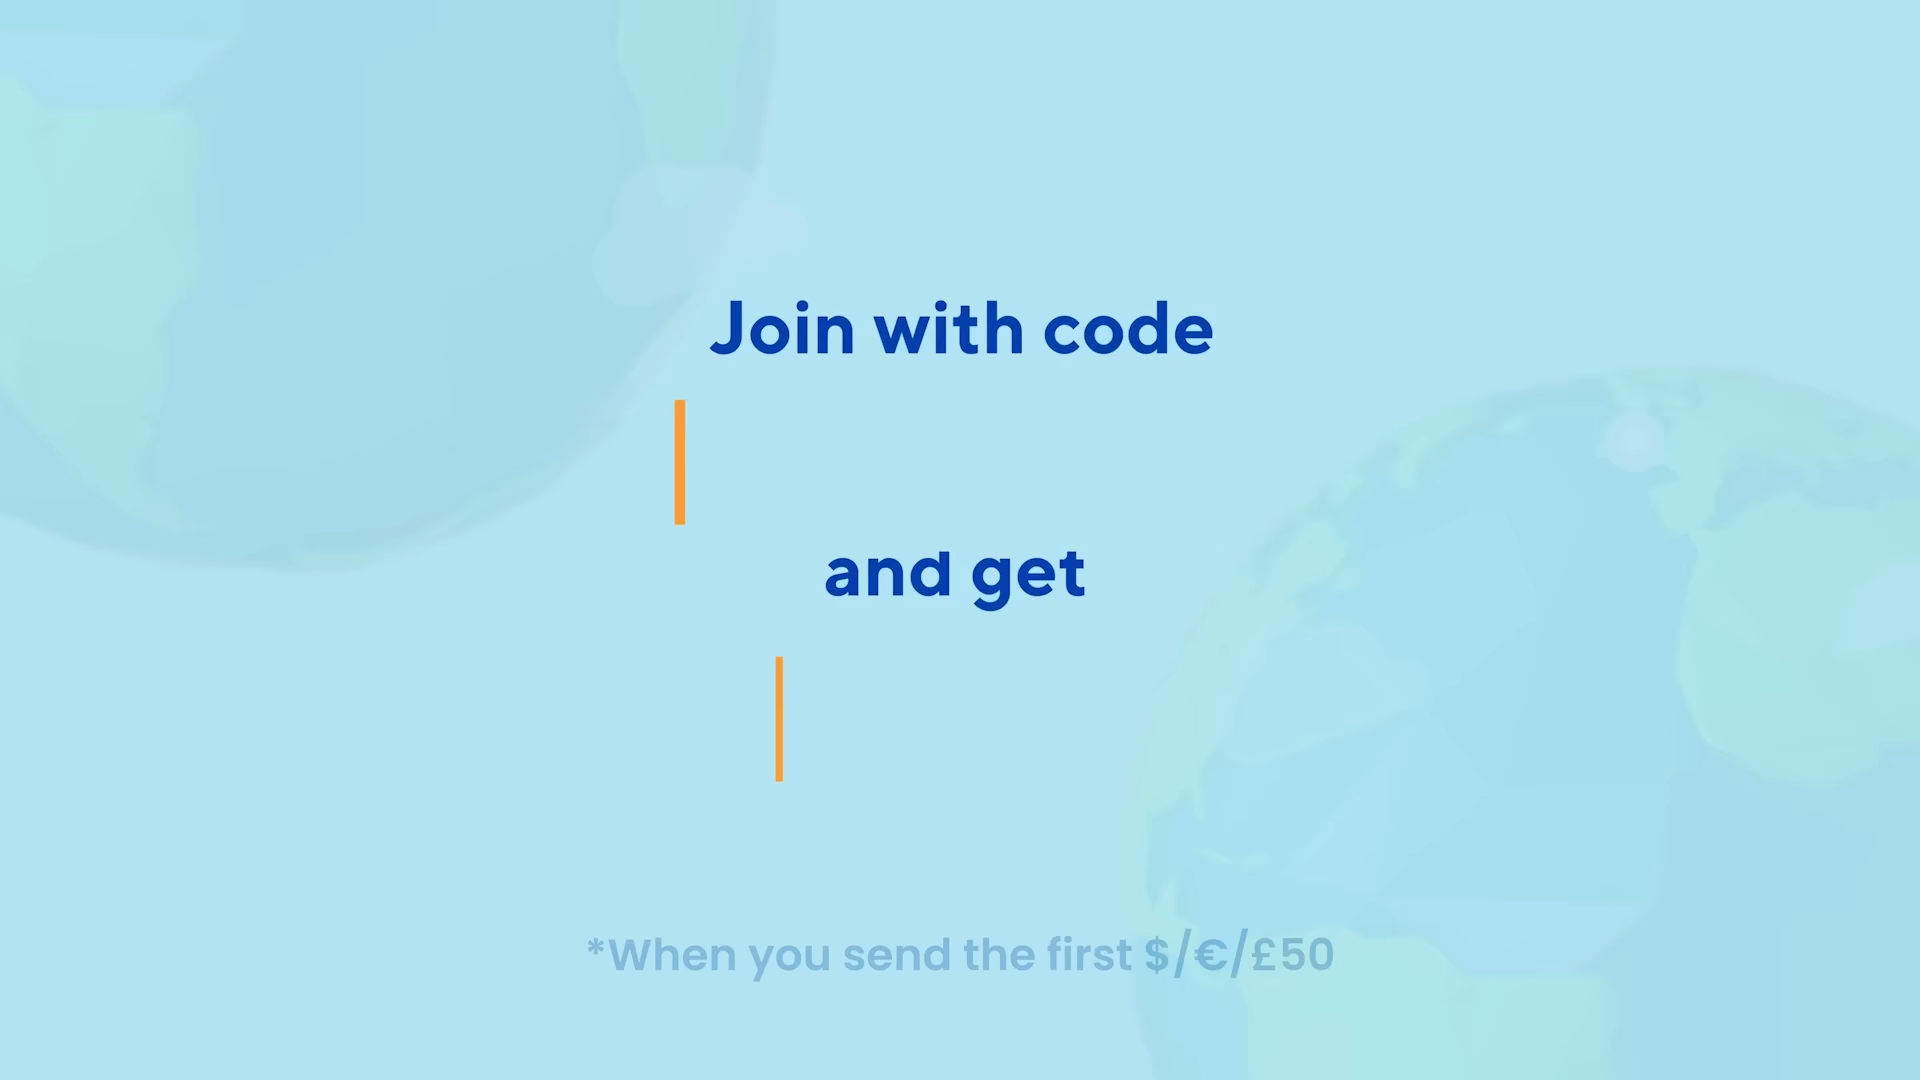 Join with code
and get
*When you send the first $/€/£50